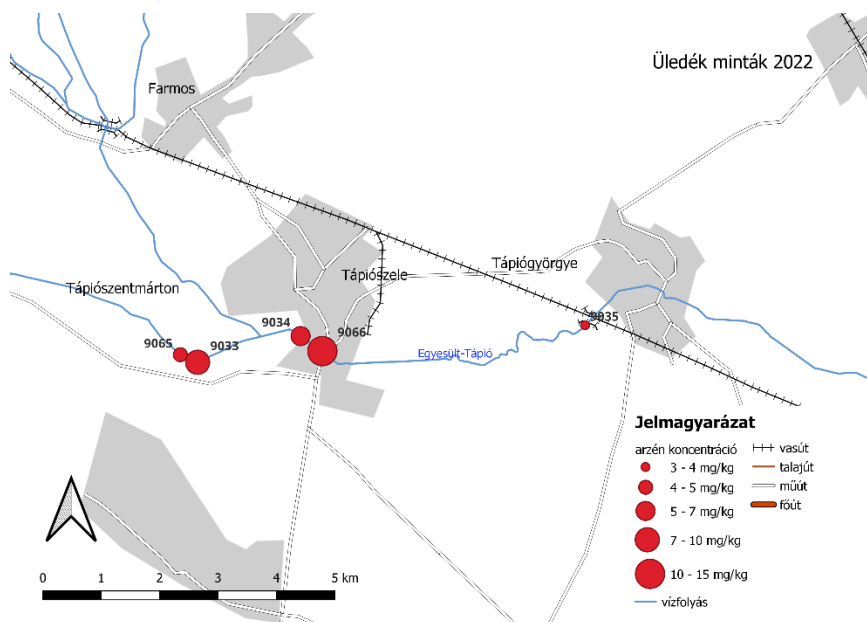 Üledék minták 2022
Farmos
Tápiószele
Tápiógyörgye
Tápiószentmárton
9034
9035
9066
9065
9033
Egyesült-Tápió
Jelmagyarázat
arzén koncentráció
3 - 4 mg/kg
4 - 5 mg/kg
5 - 7 mg/kg
7 - 10 mg/kg
10 - 15 mg/kg
vízfolyás
vasút
talajút
műút
főút
0 1 2 3 4 5 km